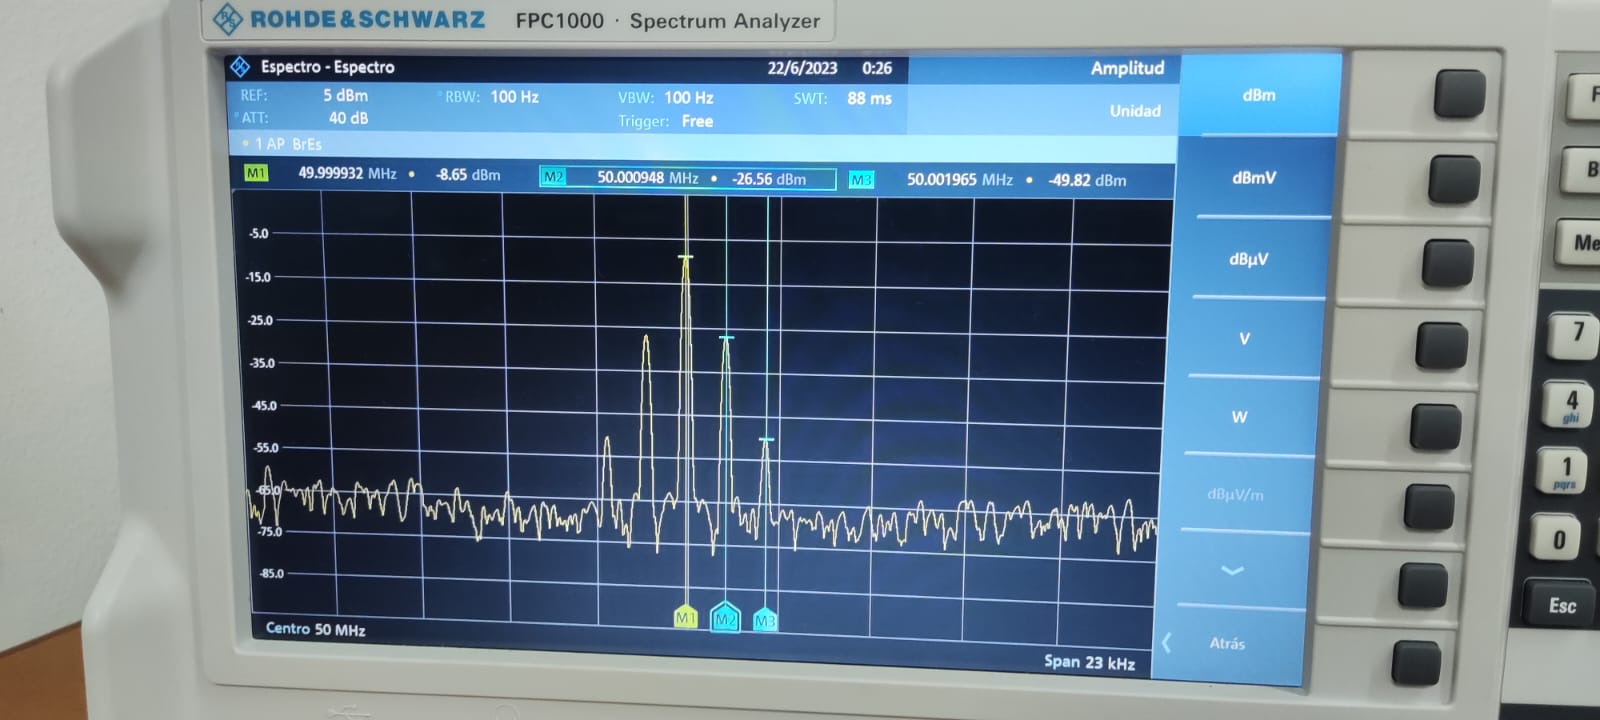 ROHDE&SCHWARZ FPC1000 · Spectrum Analyzer
Espectro - Espectro 22/6/2023 0:26 Amplitud
REF: 5 dBm RBW: 100 Hz VBW: 100 Hz SWT: 88 ms
ATT: 40 dB Trigger: Free
Unidad
1 AP BrEs
M1 49.999932 MHz • -8.65 dBm M2 50.000948 MHz • -26.56 dBm M3 50.001965 MHz • -49.82 dBm
-5.0
-15.0
-25.0
-35.0
-45.0
-55.0
-65.0
-75.0
-85.0
M1 M2 M3
Centro 50 MHz
Span 23 kHz
dBm
dBmV
dBµV
V
W
dBµV/m
Atrás
F
B
Me
7
4
ghi
1
pqrs
0
Esc